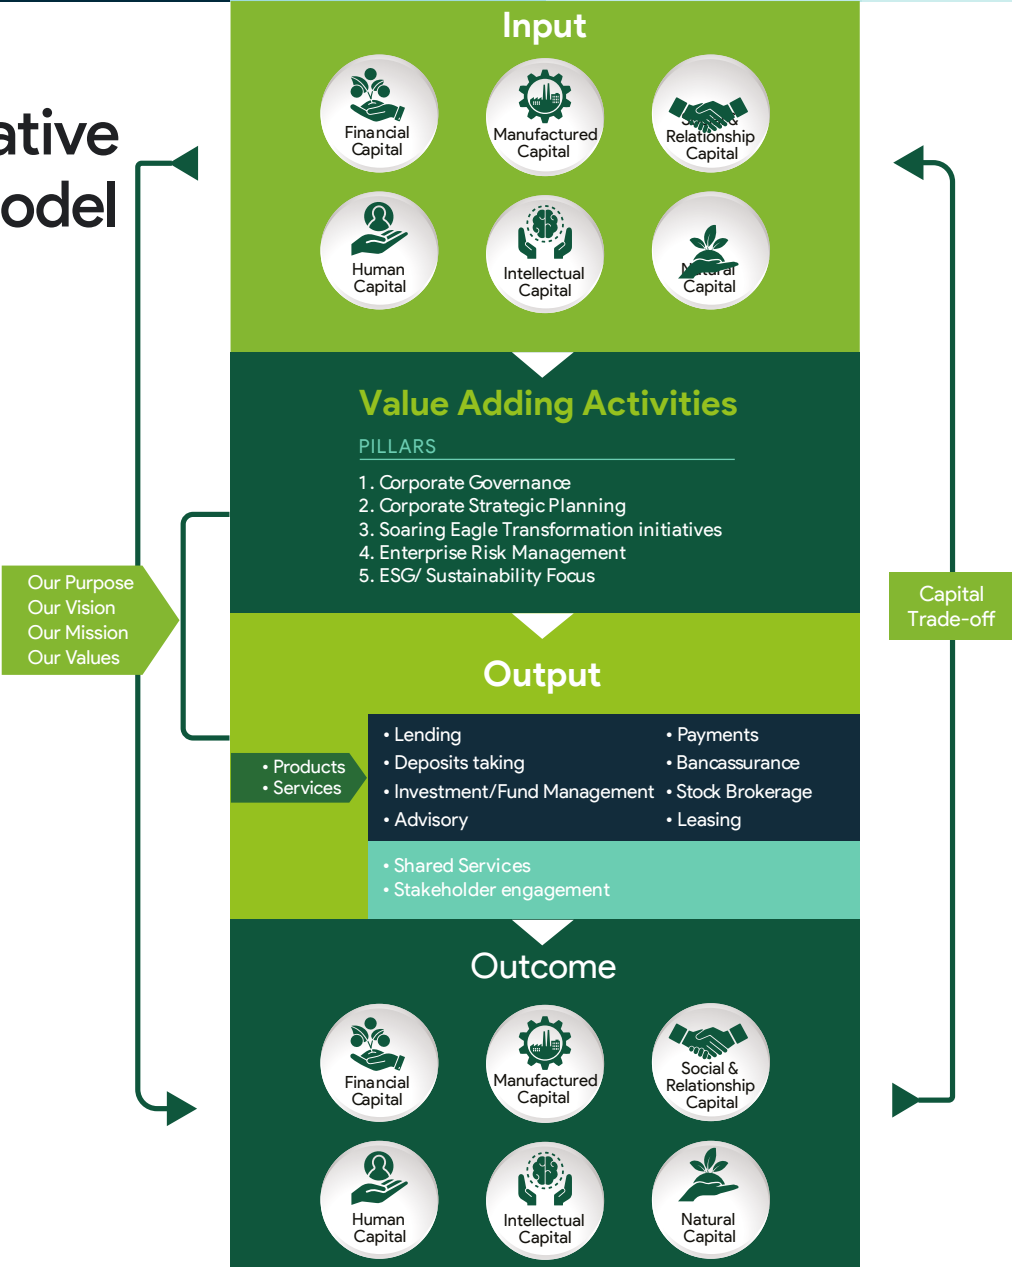 Input
Financial
Capital
Manufactured
Capital
Social &
Relationship
Capital
Human
Capital
Intellectual
Capital
Natural
Capital
Value Adding Activities
PILLARS
1. Corporate Governance
2. Corporate Strategic Planning
3. Soaring Eagle Transformation initiatives
4. Enterprise Risk Management
5. ESG/ Sustainability Focus
Our Purpose
Our Vision
Our Mission
Our Values
Capital
Trade-off
Output
• Products
• Services
• Lending
• Deposits taking
• Investment/Fund Management
• Advisory
• Payments
• Bancassurance
• Stock Brokerage
• Leasing
• Shared Services
• Stakeholder engagement
Outcome
Financial
Capital
Manufactured
Capital
Social &
Relationship
Capital
Human
Capital
Intellectual
Capital
Natural
Capital